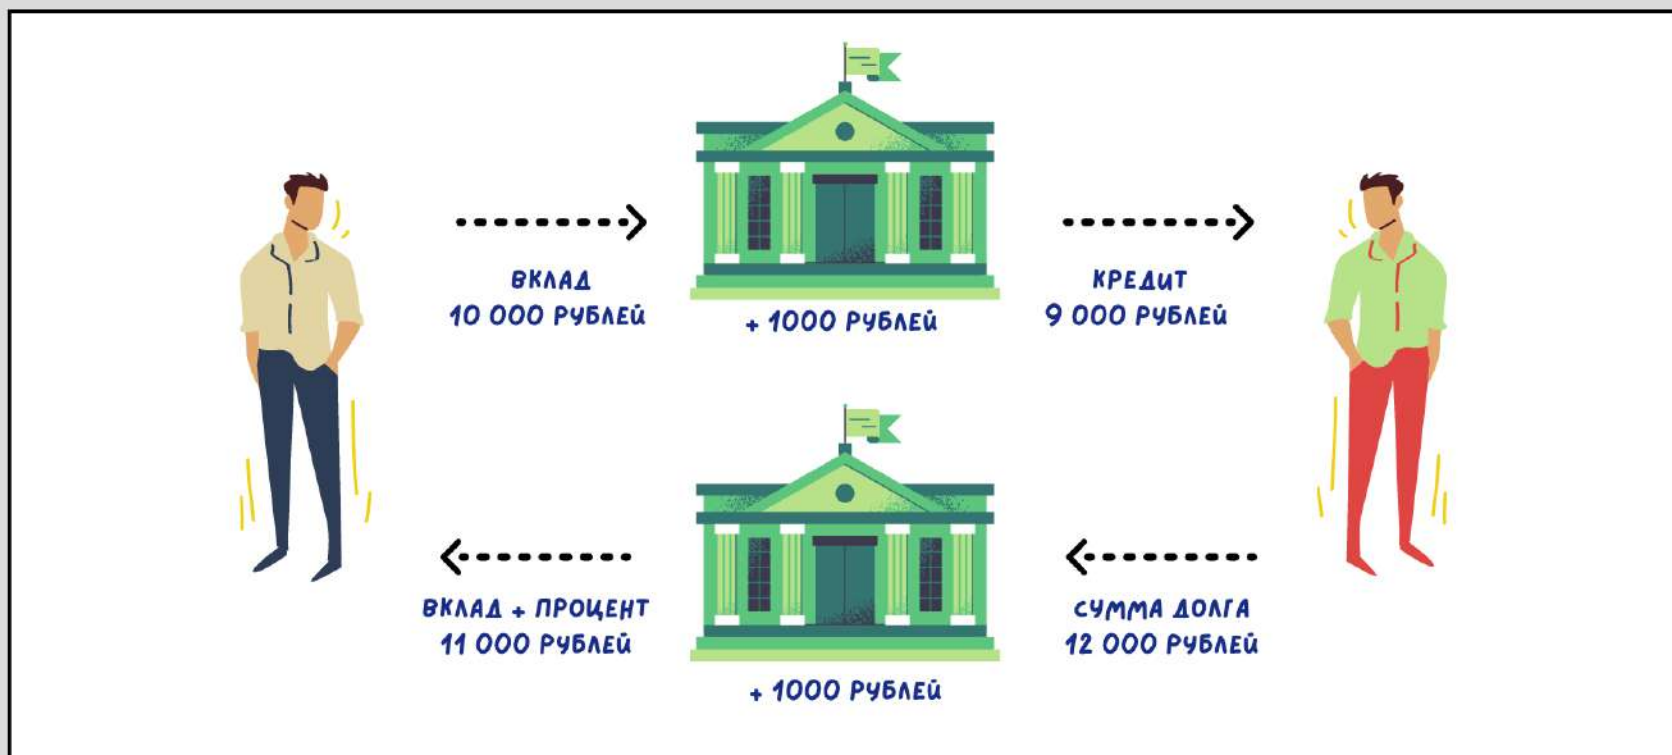 ВКЛАД
10 000 РУБЛЕЙ
+ 1000 РУБЛЕЙ
КРЕДИТ
9 000 РУБЛЕЙ
ВКЛАД + ПРОЦЕНТ
11 000 РУБЛЕЙ
+ 1000 РУБЛЕЙ
СУММА ДОЛГА
12 000 РУБЛЕЙ